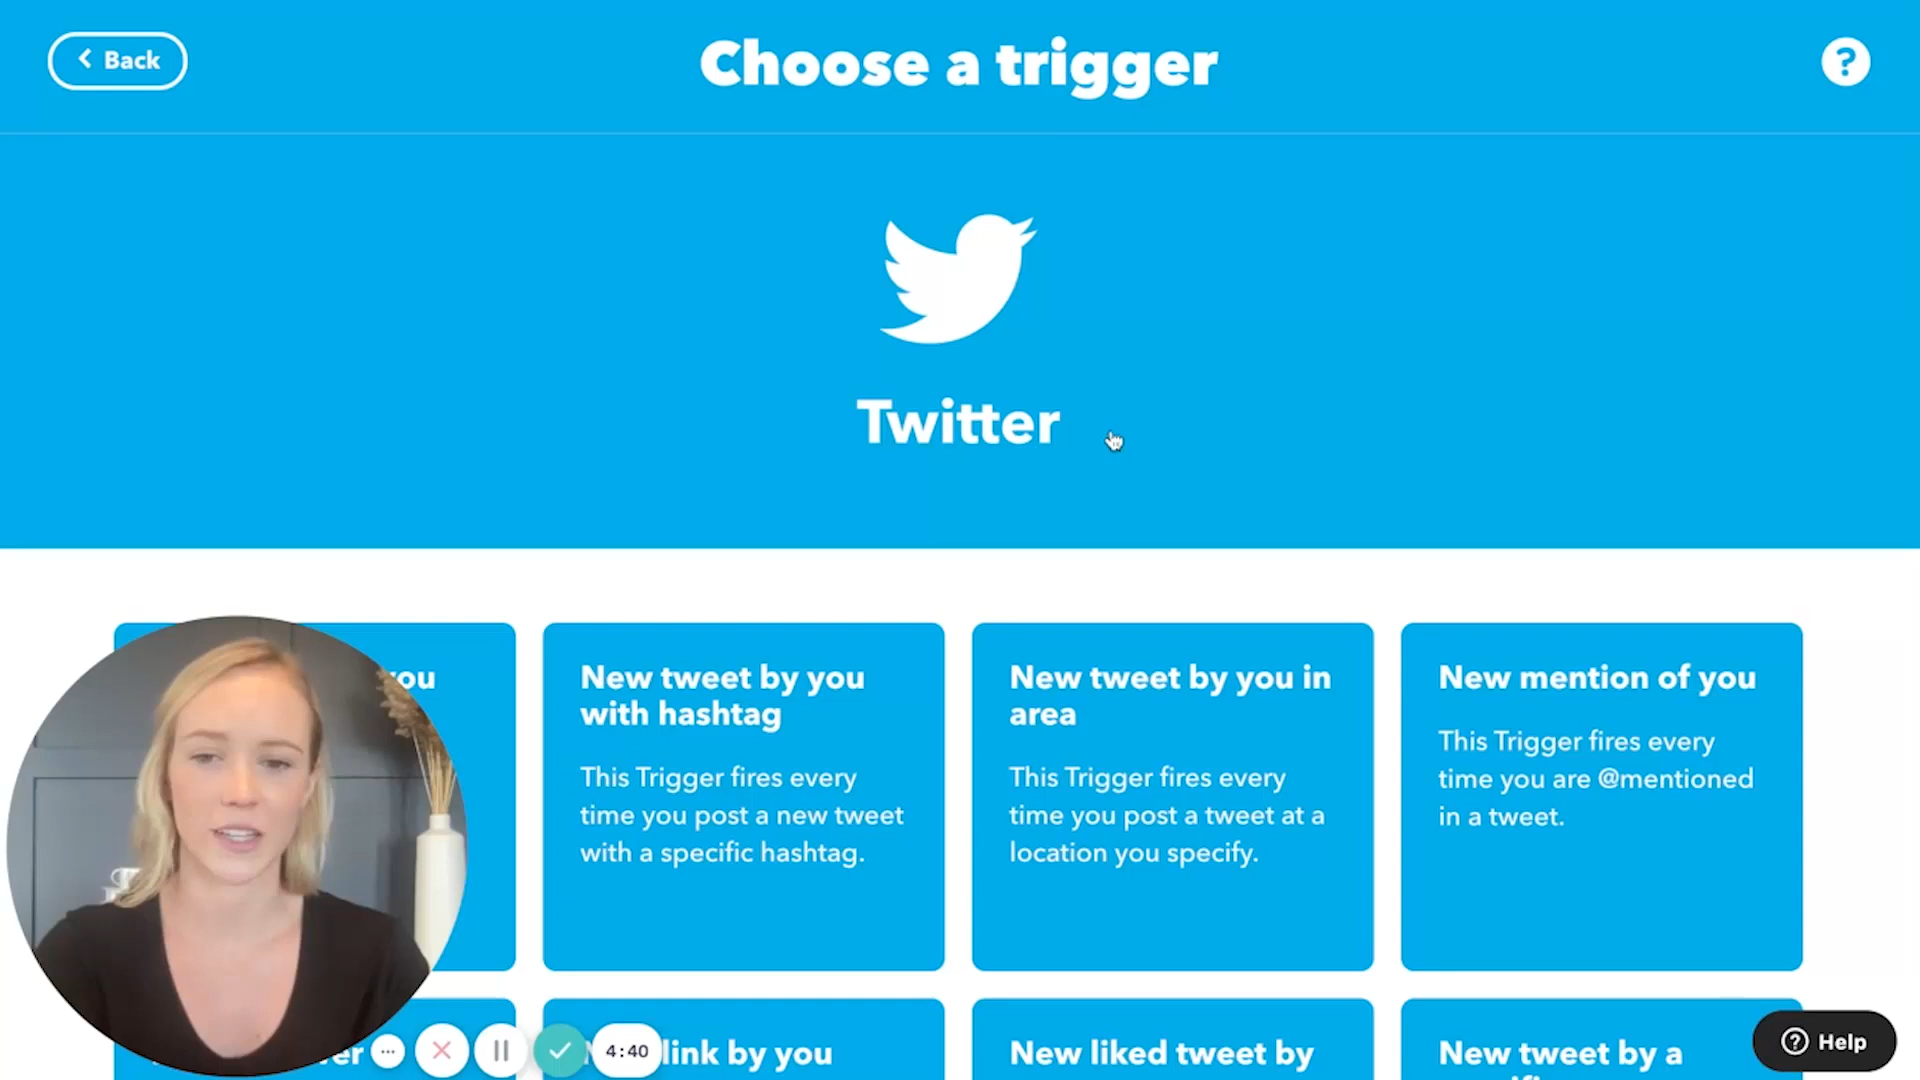 Back
Choose a trigger
?
Twitter
you
New tweet by you
with hashtag
This Trigger fires every
time you post a new tweet
with a specific hashtag.
New tweet by you in
area
This Trigger fires every
time you post a tweet at a
location you specify.
New mention of you
This Trigger fires every
time you are @mentioned
in a tweet.
4:40
link by you
New liked tweet by
New tweet by a
? Help